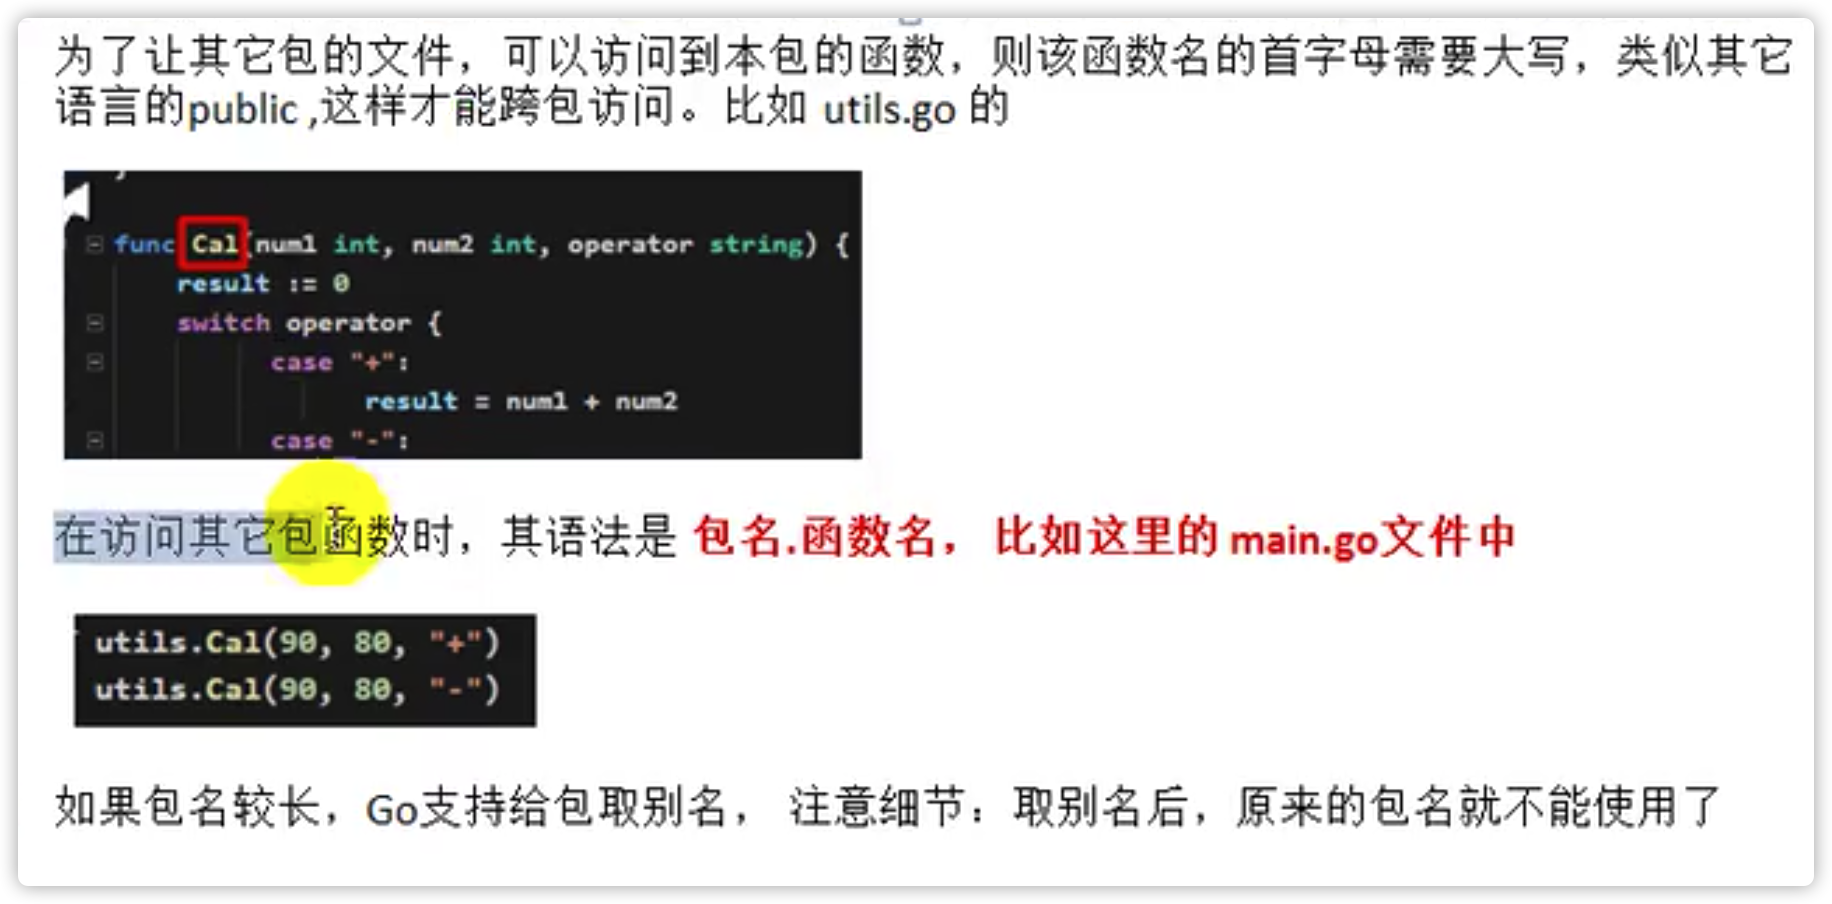 为了让其它包的文件，可以访问到本包的函数，则该函数名的首字母需要大写，类似其它
语言的public ,这样才能跨包访问。比如 utils.go 的
func Cal(num1 int, num2 int, operator string) {
result := 0
switch operator {
case "+":
result = num1 + num2
case "-":
在访问其它包函数时，其语法是 包名.函数名， 比如这里的 main.go文件中
utils.Cal(90, 80, "+")
utils.Cal(90, 80, "-")
如果包名较长，Go支持给包取别名， 注意细节：取别名后，原来的包名就不能使用了